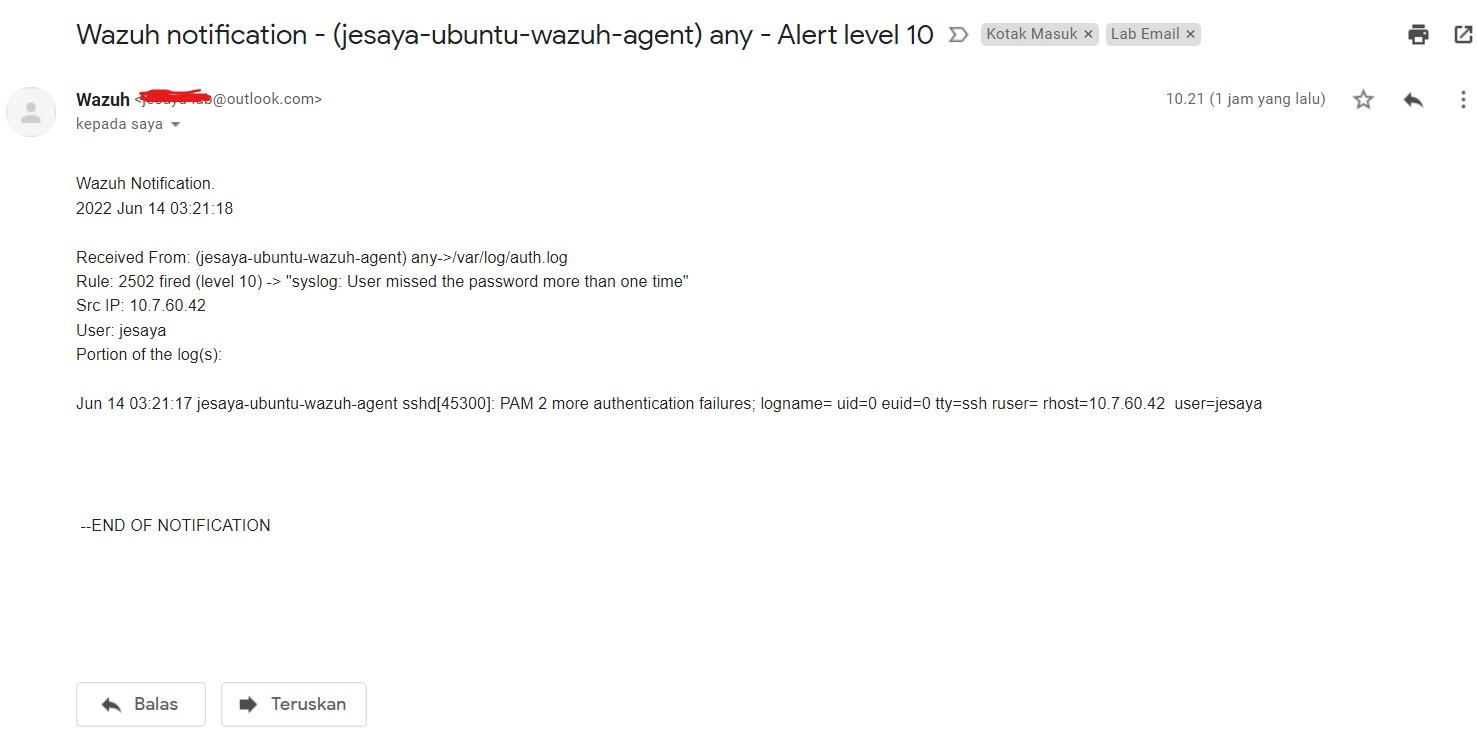 Wazuh notification - (jesaya-ubuntu-wazuh-agent) any - Alert level 10 Kotak Masuk × Lab Email ×
Wazuh @outlook.com>
10.21 (1 jam yang lalu)
kepada saya
Wazuh Notification.
2022 Jun 14 03:21:18
Received From: (jesaya-ubuntu-wazuh-agent) any->/var/log/auth.log
Rule: 2502 fired (level 10) -> "syslog: User missed the password more than one time"
Src IP: 10.7.60.42
User: jesaya
Portion of the log(s):
Jun 14 03:21:17 jesaya-ubuntu-wazuh-agent sshd[45300]: PAM 2 more authentication failures; logname= uid=0 euid=0 tty=ssh ruser= rhost=10.7.60.42  user=jesaya
--END OF NOTIFICATION
Balas
Teruskan